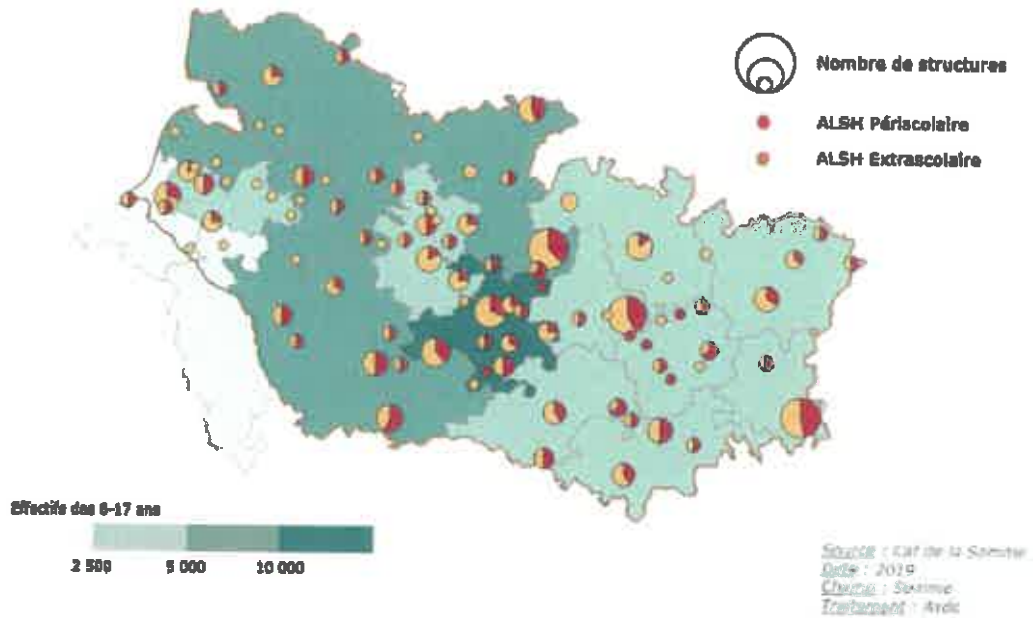 Nombre de structures
ALSH Périscolaire
ALSH Extrascolaire
Effectifs des 6-17 ans
2 500 5 000 10 000
Source : Caf de la Somme
Date : 2019
Champ : Somme
Traitement :